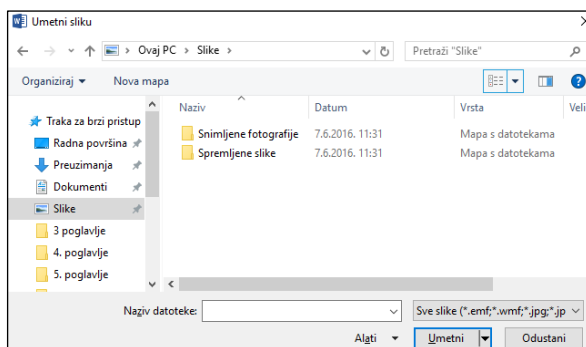 Umetni sliku
Ovaj PC > Slike >
Pretraži "Slike"
Organiziraj
Nova mapa
Naziv Datum Vrsta Veli
Traka za brzi pristup
Radna površina
Preuzimanja
Dokumenti
Slike
3 poglavlje
4. poglavlje
5. poglavlje
Snimljene fotografije 7.6.2016. 11:31 Mapa s datotekama
Spremljene slike 7.6.2016. 11:31 Mapa s datotekama
Naziv datoteke:
Sve slike (*.emf;*.wmf;*.jpg;*.jp
Alati
Umetni
Odustani